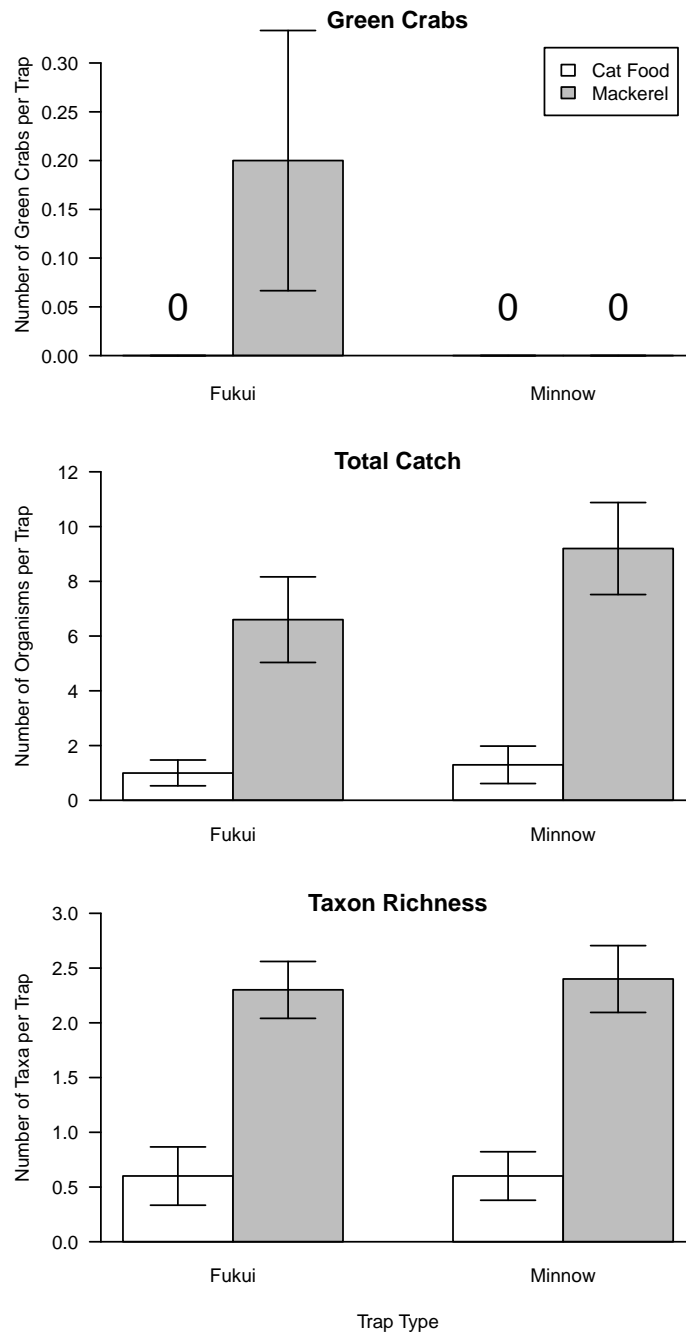 Green Crabs
Number of Green Crabs per Trap
0.30
0.25
0.20
0.15
0.10
0.05
0.00
Cat Food
Mackerel
0
0
0
Fukui
Minnow
Total Catch
Number of Organisms per Trap
12
10
8
6
4
2
0
Fukui
Minnow
Taxon Richness
Number of Taxa per Trap
3.0
2.5
2.0
1.5
1.0
0.5
0.0
Fukui
Minnow
Trap Type